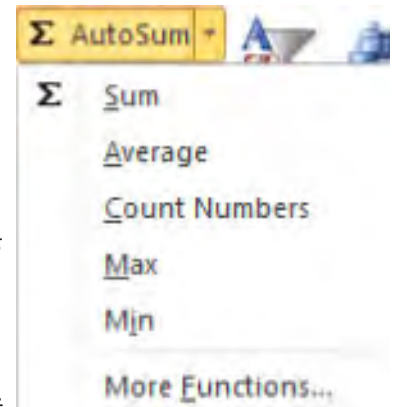 Σ AutoSum
Σ Sum
Average
Count Numbers
Max
Min
More Functions...